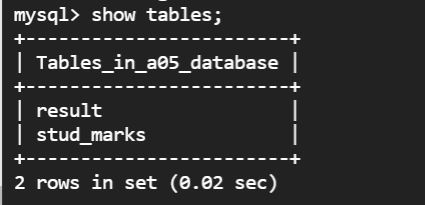 mysql> show tables;
+------------------------+
| Tables_in_a05_database |
+------------------------+
| result                 |
| stud_marks             |
+------------------------+
2 rows in set (0.02 sec)